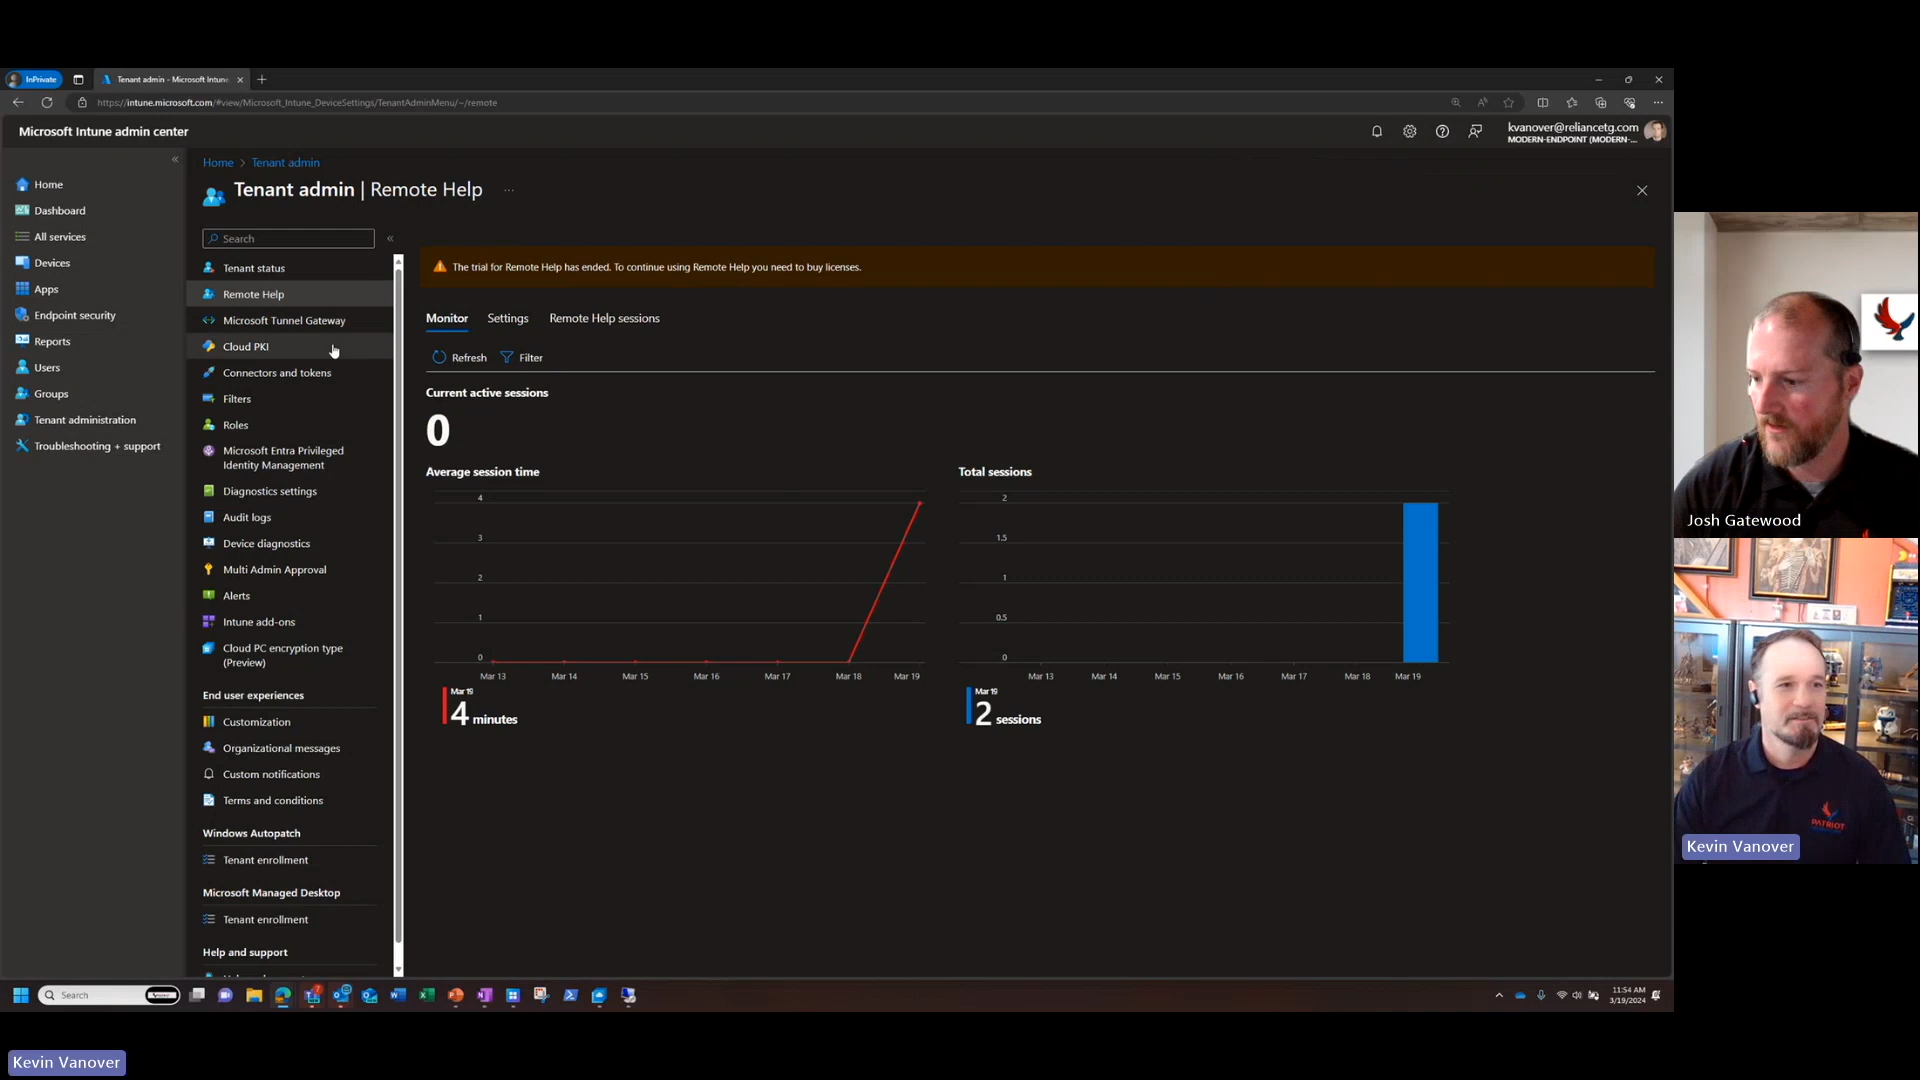 InPrivate
Tenant admin - Microsoft Intune
https://intune.microsoft.com/#view/Microsoft_Intune_DeviceSettings/TenantAdminMenu/~/remote
Microsoft Intune admin center
kvanover@reliancetg.com
MODERN-ENDPOINT (MODERN-...
Home
Dashboard
All services
Devices
Apps
Endpoint security
Reports
Users
Groups
Tenant administration
Troubleshooting + support
Home > Tenant admin
Tenant admin | Remote Help
...
Search
Tenant status
Remote Help
Microsoft Tunnel Gateway
Cloud PKI
Connectors and tokens
Filters
Roles
Microsoft Entra Privileged
Identity Management
Diagnostics settings
Audit logs
Device diagnostics
Multi Admin Approval
Alerts
Intune add-ons
Cloud PC encryption type
(Preview)
End user experiences
Customization
Organizational messages
Custom notifications
Terms and conditions
Windows Autopatch
Tenant enrollment
Microsoft Managed Desktop
Tenant enrollment
Help and support
The trial for Remote Help has ended. To continue using Remote Help you need to buy licenses.
Monitor Settings Remote Help sessions
Refresh Filter
Current active sessions
0
Average session time
4
3
2
1
0
Mar 13 Mar 14 Mar 15 Mar 16 Mar 17 Mar 18 Mar 19
Mar 19
4 minutes
Total sessions
2
1.5
1
0.5
0
Mar 13 Mar 14 Mar 15 Mar 16 Mar 17 Mar 18 Mar 19
Mar 19
2 sessions
Search
11:54 AM
3/19/2024
Josh Gatewood
PATRIOT
Kevin Vanover
Kevin Vanover